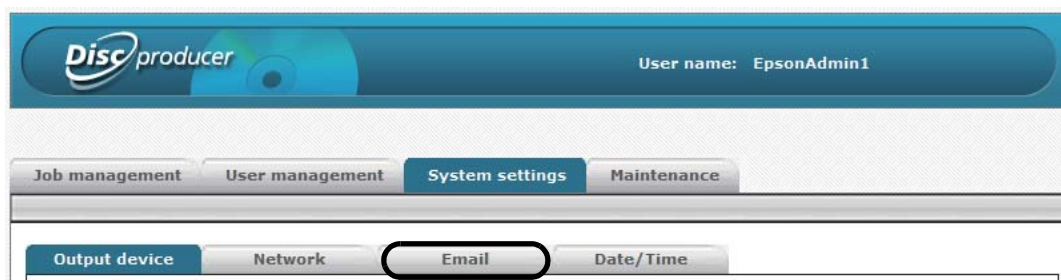 Disc producer
User name: EpsonAdmin1
Job management User management System settings Maintenance
Output device Network Email Date/Time